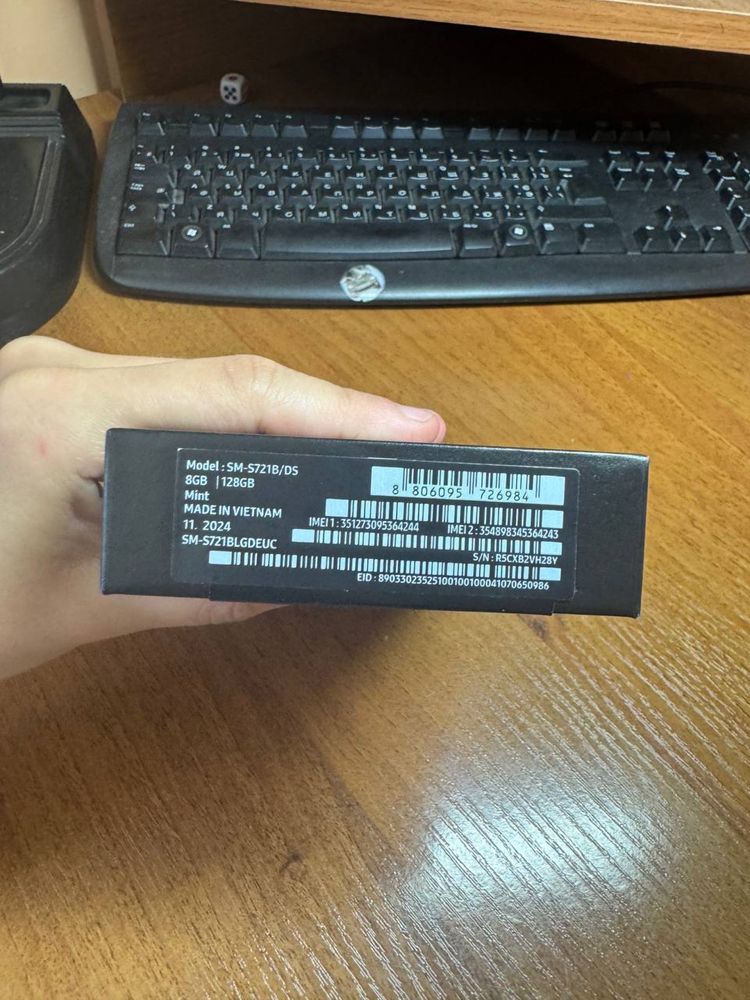 Model : SM-S721B/DS
8GB | 128GB
Mint
MADE IN VIETNAM
11. 2024
SM-S721BLGDEUC
8 806095 726984
IMEI 1 : 351273095364244 IMEI 2 : 354898345364243
S/N : R5CXB2VH28Y
EID : 89033023525100100100041070650986